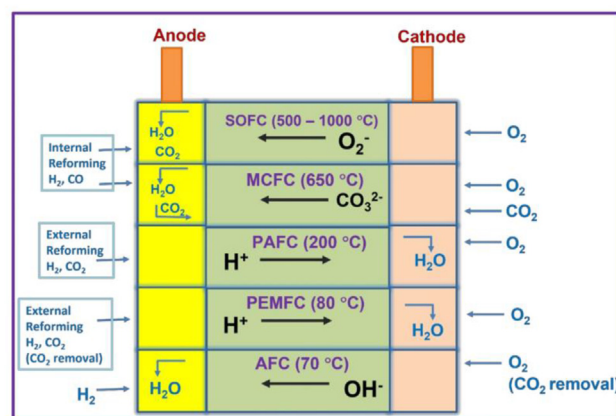 Anode
Cathode
SOFC (500 – 1000 °C)
H₂O
CO₂
O₂⁻
O₂
Internal
Reforming
H₂, CO
MCFC (650 °C)
H₂O
CO₂
CO₃²⁻
O₂
CO₂
External
Reforming
H₂, CO₂
PAFC (200 °C)
H⁺
H₂O
O₂
External
Reforming
H₂, CO₂
(CO₂ removal)
PEMFC (80 °C)
H⁺
H₂O
O₂
AFC (70 °C)
H₂
H₂O
OH⁻
O₂
(CO₂ removal)